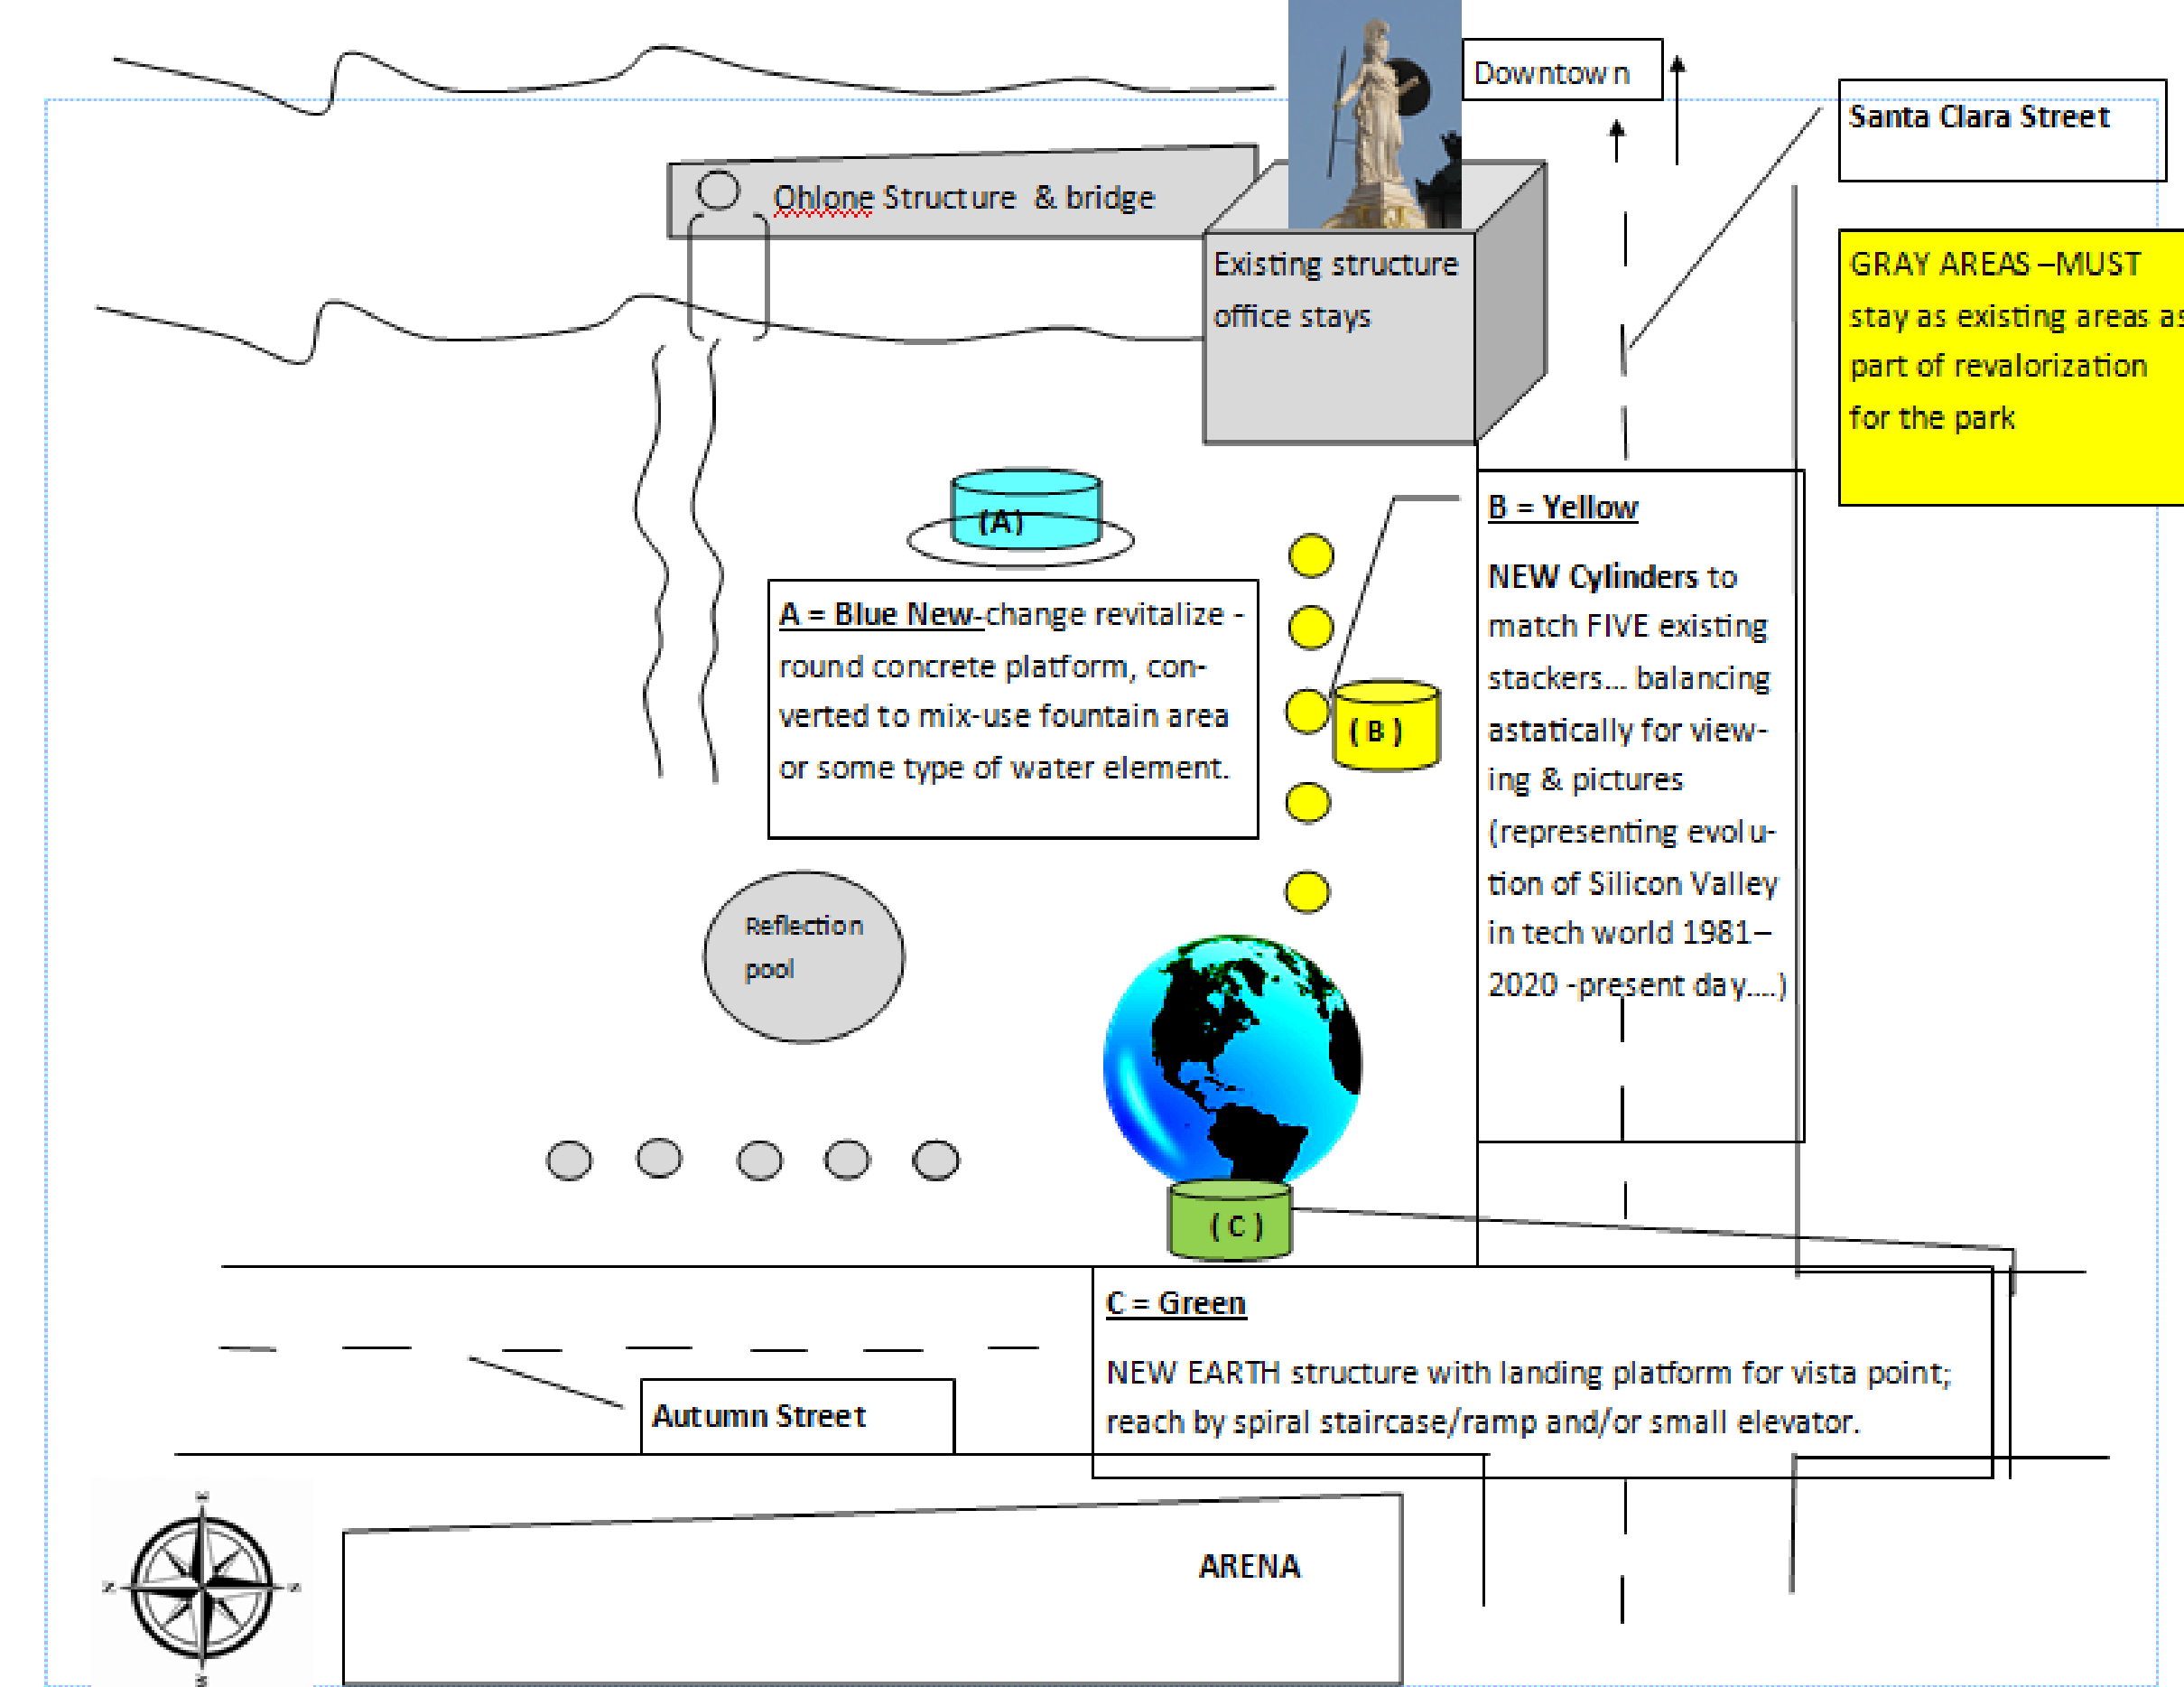 Downtown
Santa Clara Street
Ohlone Structure & bridge
Existing structure
office stays
GRAY AREAS –MUST
stay as existing areas as
part of revalorization
for the park
(A)
A = Blue New-change revitalize -
round concrete platform, con-
verted to mix-use fountain area
or some type of water element.
B = Yellow
NEW Cylinders to
match FIVE existing
stackers... balancing
astatically for view-
ing & pictures
(representing evolu-
tion of Silicon Valley
in tech world 1981–
2020 -present day....)
( B )
Reflection
pool
( C )
C = Green
NEW EARTH structure with landing platform for vista point;
reach by spiral staircase/ramp and/or small elevator.
Autumn Street
ARENA